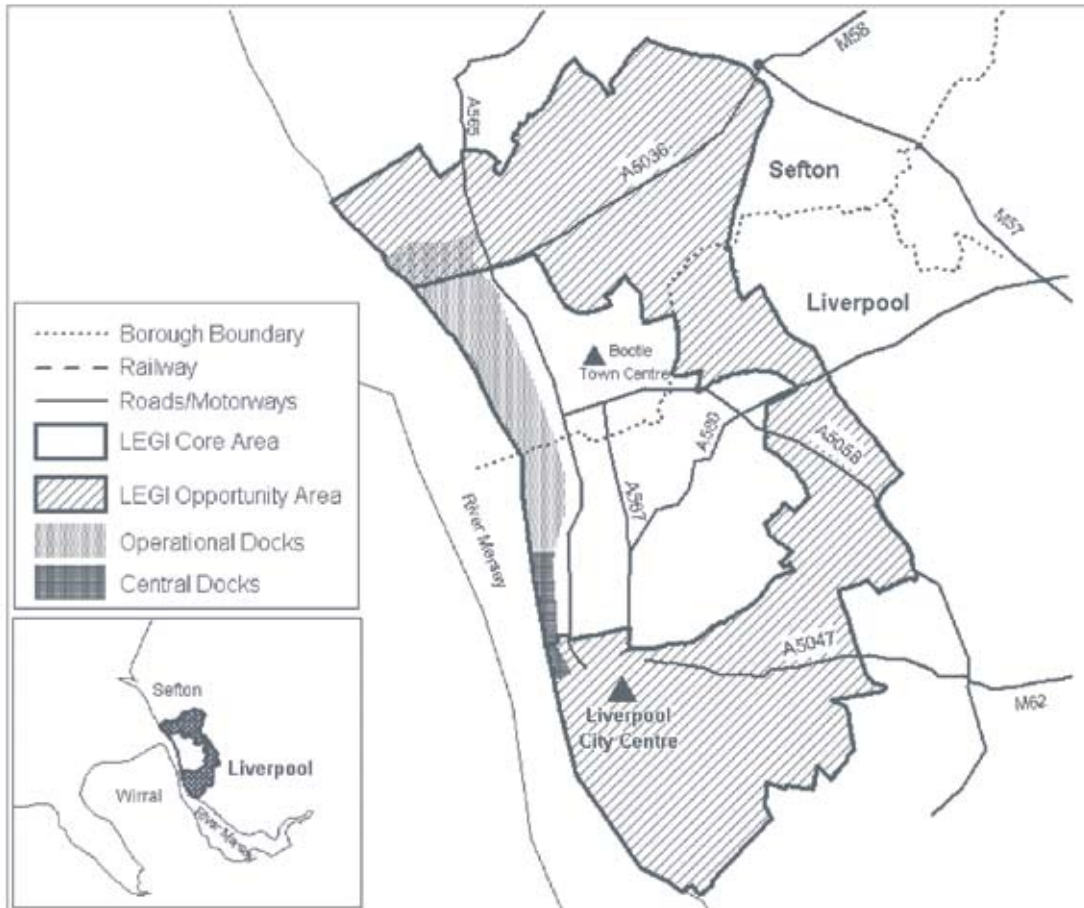 M58
A565
A5036
Sefton
M57
Liverpool
Borough Boundary
Railway
Roads/Motorways
LEGI Core Area
LEGI Opportunity Area
Operational Docks
Central Docks
Bootle
Town Centre
A580
A5058
A567
River Mersey
A5047
M62
Liverpool
City Centre
Sefton
Liverpool
Wirral
River Mersey